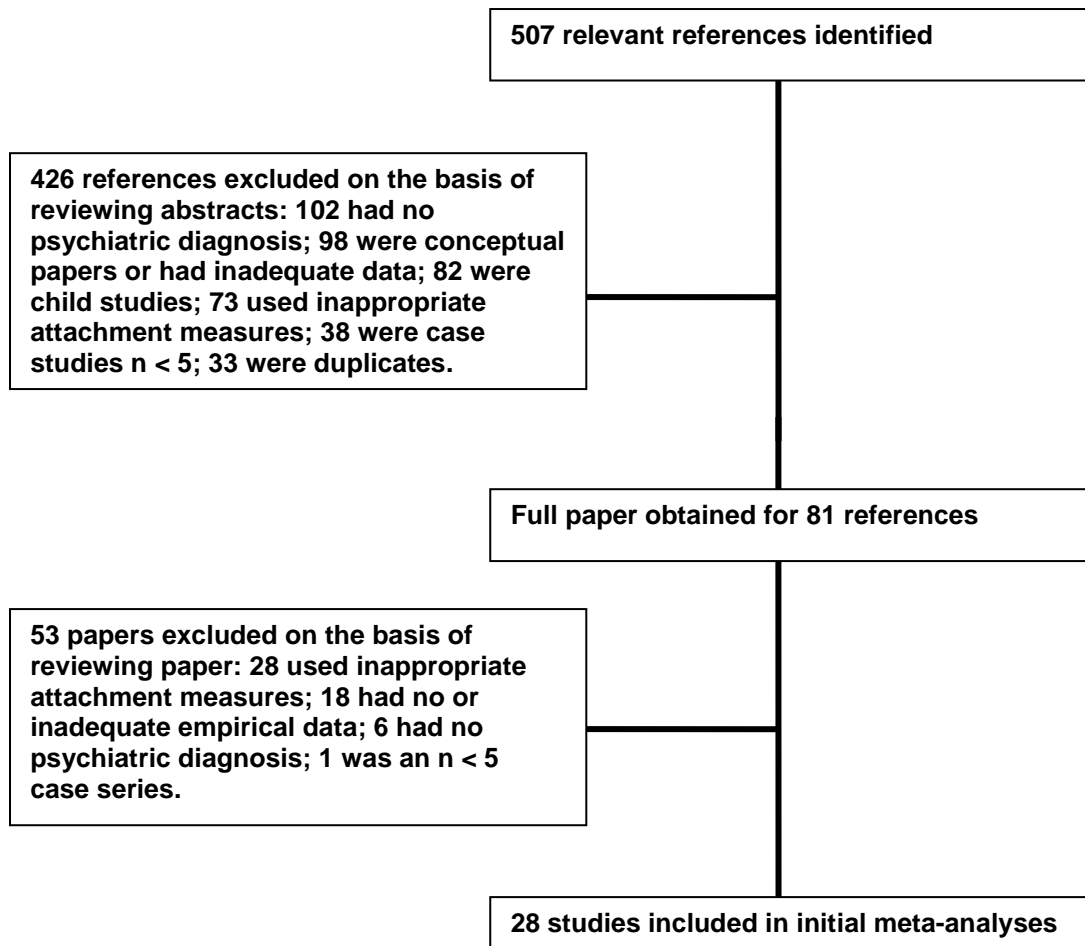 507 relevant references identified
426 references excluded on the basis of
reviewing abstracts: 102 had no
psychiatric diagnosis; 98 were conceptual
papers or had inadequate data; 82 were
child studies; 73 used inappropriate
attachment measures; 38 were case
studies n < 5; 33 were duplicates.
Full paper obtained for 81 references
53 papers excluded on the basis of
reviewing paper: 28 used inappropriate
attachment measures; 18 had no or
inadequate empirical data; 6 had no
psychiatric diagnosis; 1 was an n < 5
case series.
28 studies included in initial meta-analyses